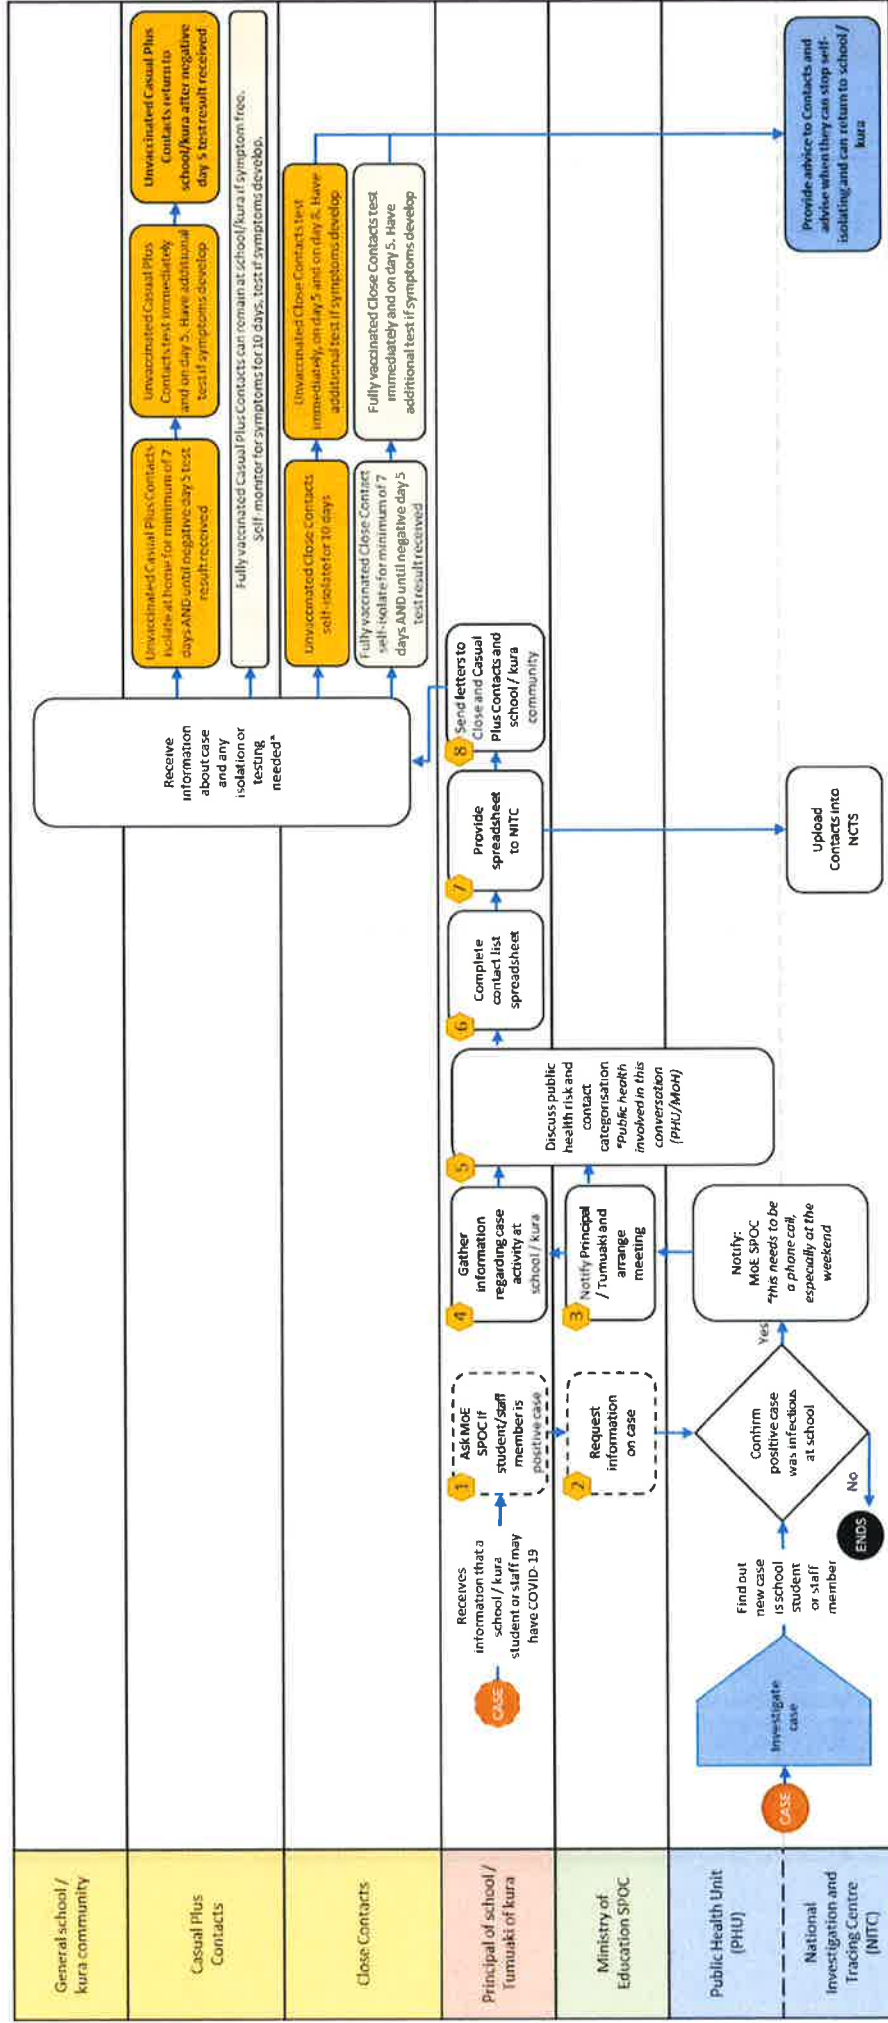 General school /
kura community
Casual Plus
Contacts
Close Contacts
Principal of school /
Tumuaki of kura
Ministry of
Education SPOC
Public Health Unit
(PHU)
National
Investigation and
Tracing Centre
(NITC)
CASE
Receives
information that a
school / kura
student or staff may
have COVID-19
1
Ask MoE
SPOC if
student/staff
member is
positive case
2
Request
information
on case
CASE
Investigate
case
Find out
new case
is school
student
or staff
member
Confirm
positive case
was infectious
at school
No
ENDS
Yes
Notify:
MoE SPOC
*this needs to be
a phone call,
especially at the
weekend
3
Notify Principal
/ Tumuaki and
arrange
meeting
4
Gather
information
regarding case
activity at
school / kura
5
Discuss public
health risk and
contact
categorisation
*Public health
involved in this
conversation
(PHU/MoH)
6
Complete
contact list
spreadsheet
7
Provide
spreadsheet
to NITC
Upload
Contacts into
NCTS
8
Send letters to
Close and Casual
Plus Contacts and
school / kura
community
Receive
information
about case
and any
isolation or
testing
needed*
Unvaccinated Casual Plus Contacts
isolate at home for minimum of 7
days AND until negative day 5 test
result received
Unvaccinated Casual Plus
Contacts test immediately
and on day 5. Have additional
test if symptoms develop
Unvaccinated Casual Plus
Contacts return to
school/kura after negative
day 5 test result received
Fully vaccinated Casual Plus Contacts can remain at school/kura if symptom free.
Self-monitor for symptoms for 10 days, test if symptoms develop.
Unvaccinated Close Contacts
self-isolate for 10 days
Unvaccinated Close Contacts test
immediately, on day 5 and on day 8. Have
additional test if symptoms develop
Fully vaccinated Close Contact
self-isolate for minimum of 7
days AND until negative day 5
test result received
Fully vaccinated Close Contacts test
immediately and on day 5. Have
additional test if symptoms develop
Provide advice to Contacts and
advise when they can stop self-
isolating and can return to school /
kura